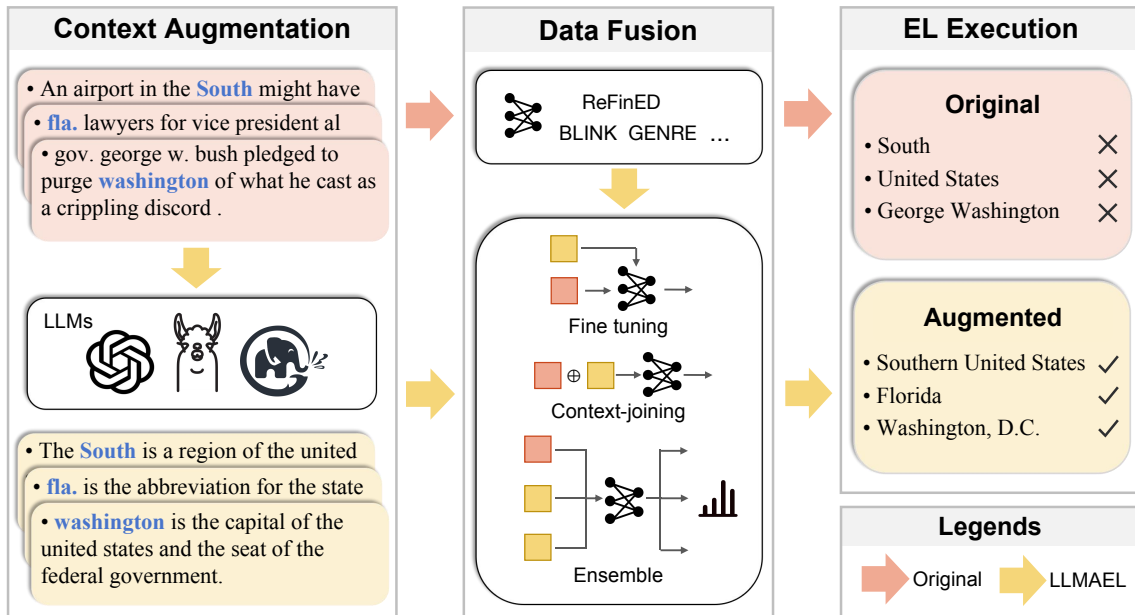 Context Augmentation
• An airport in the South might have
• fla. lawyers for vice president al
• gov. george w. bush pledged to
purge washington of what he cast as
a crippling discord .
LLMs
• The South is a region of the united
• fla. is the abbreviation for the state
• washington is the capital of the
united states and the seat of the
federal government.
Data Fusion
ReFinED
BLINK GENRE ...
Fine tuning
⊕
Context-joining
Ensemble
EL Execution
Original
• South ×
• United States ×
• George Washington ×
Augmented
• Southern United States ✓
• Florida ✓
• Washington, D.C. ✓
Legends
Original LLMAEL